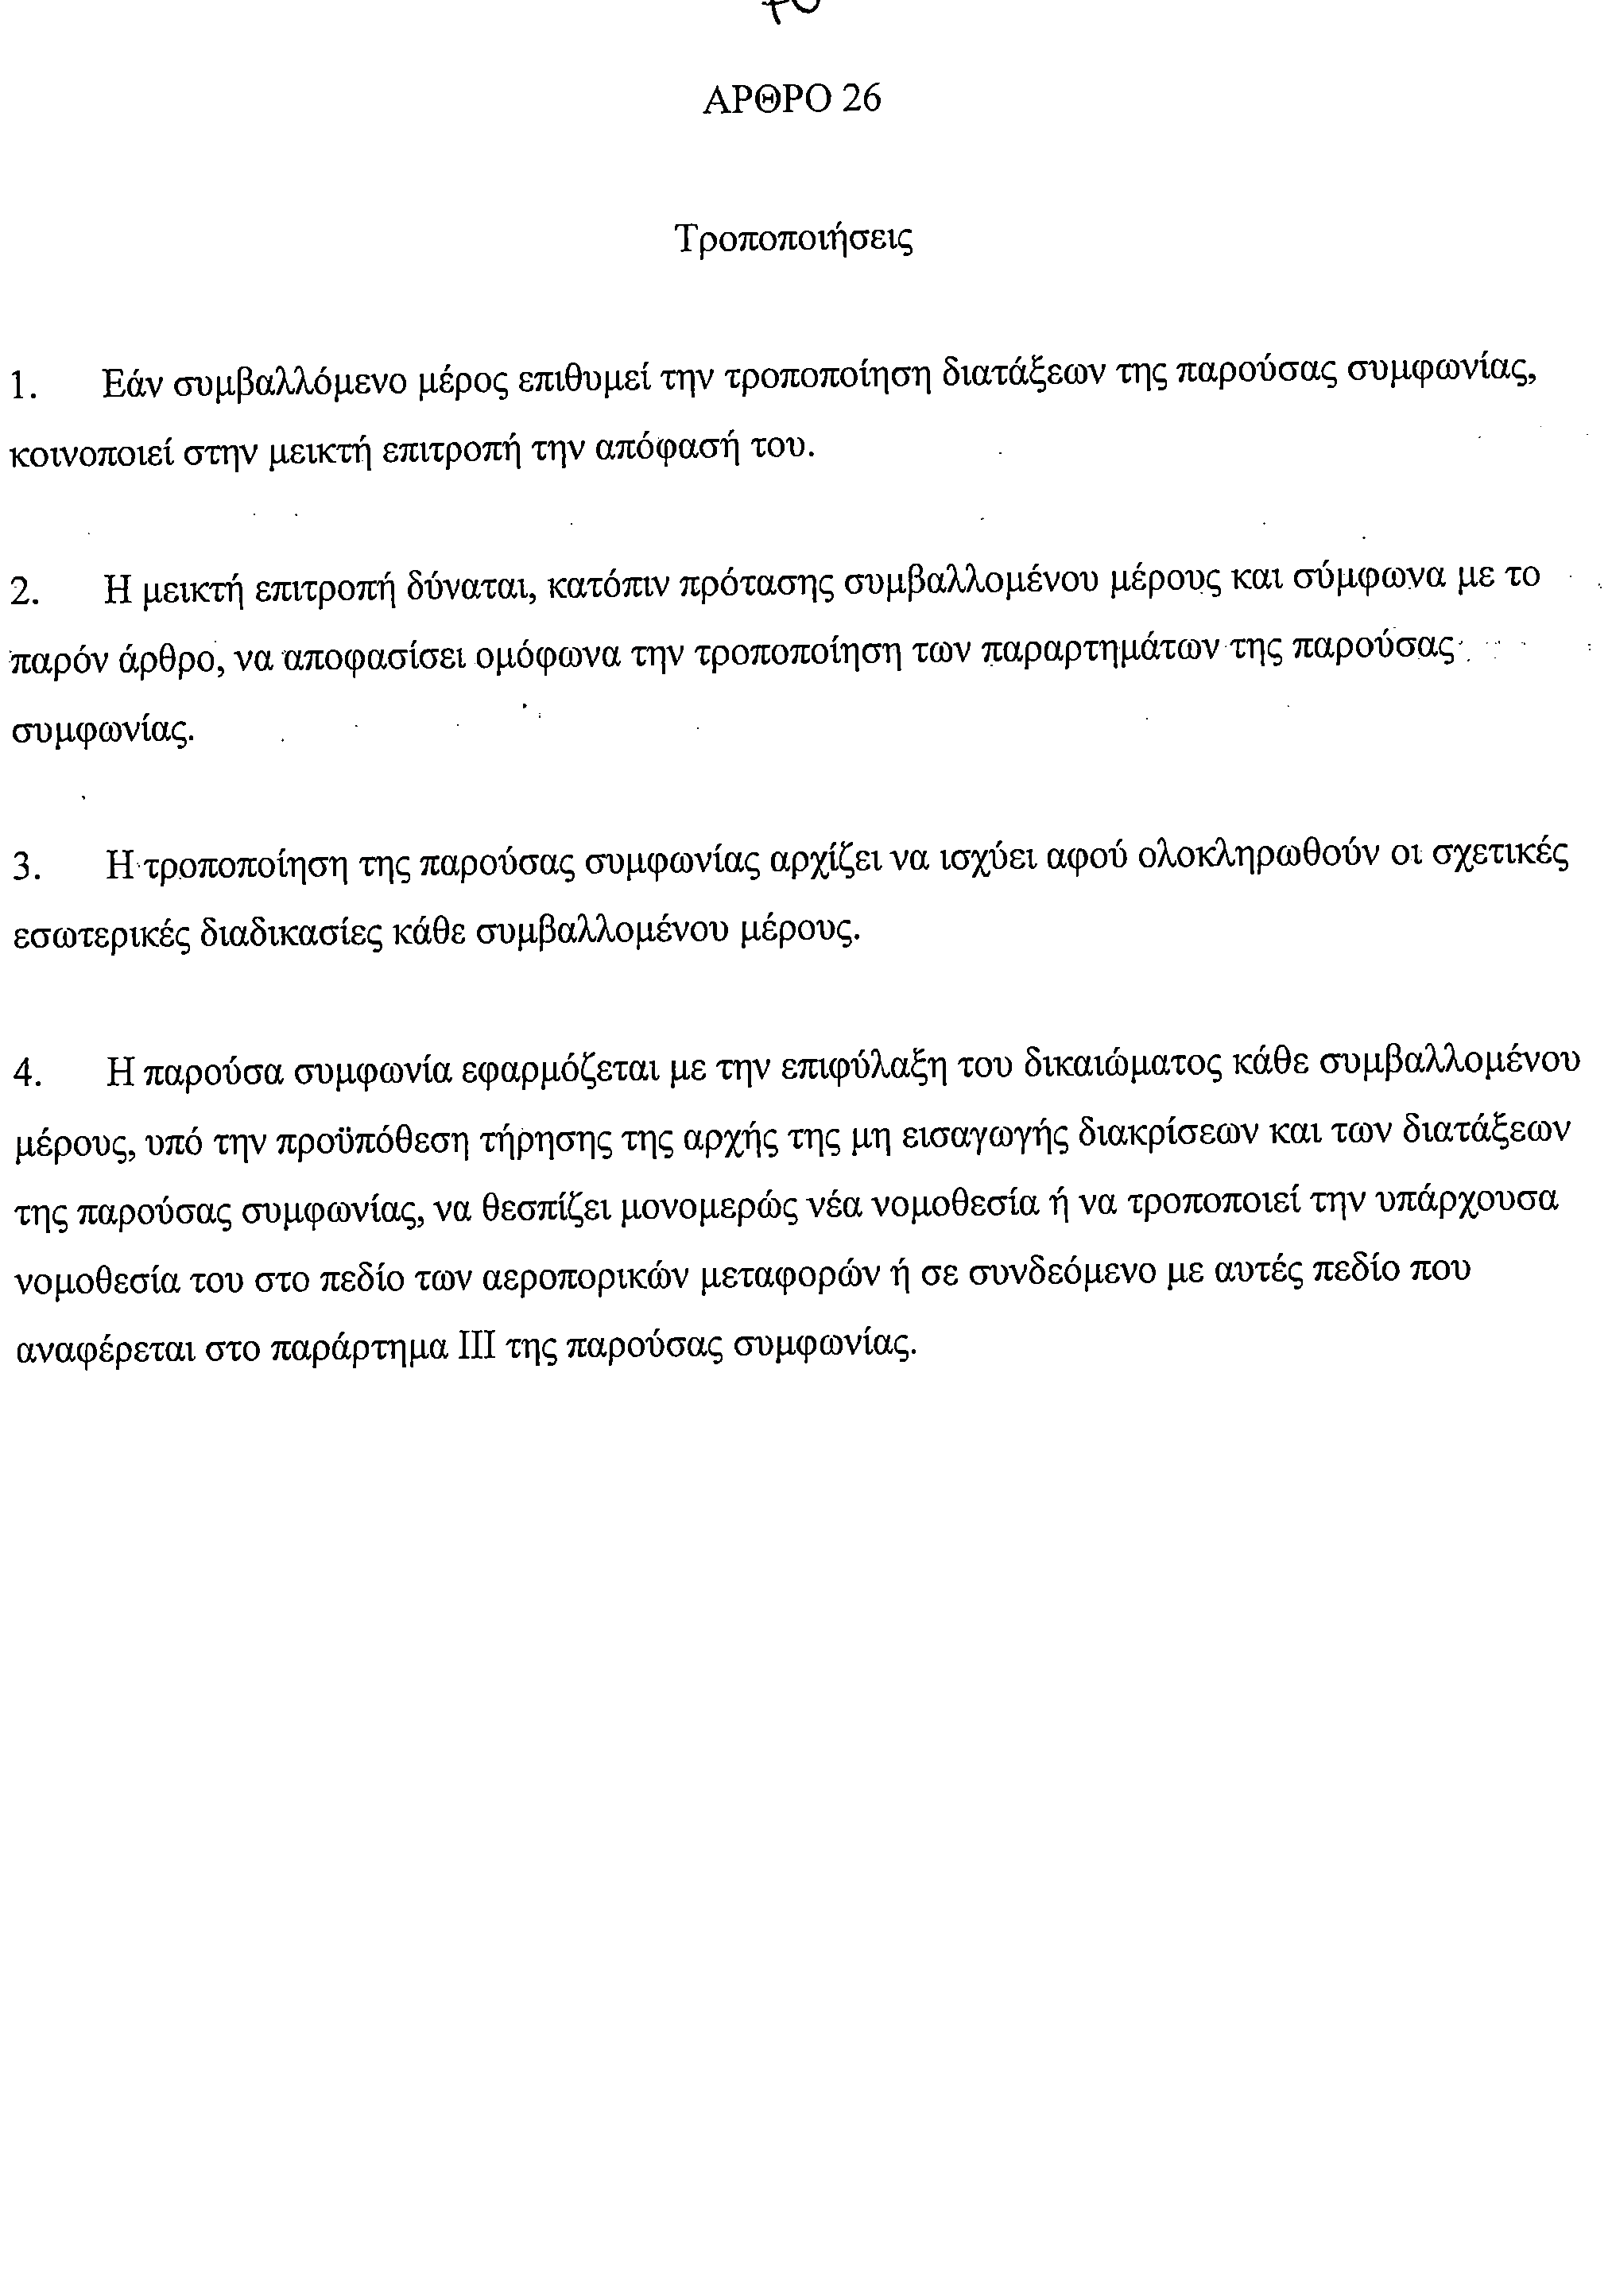 ΑΡΘΡΟ 26
Τροποποιήσεις
1. Εάν συμβαλλόμενο μέρος επιθυμεί την τροποποίηση διατάξεων της παρούσας συμφωνίας,
κοινοποιεί στην μεικτή επιτροπή την απόφασή του.
2. Η μεικτή επιτροπή δύναται, κατόπιν πρότασης συμβαλλομένου μέρους και σύμφωνα με το
παρόν άρθρο, να αποφασίσει ομόφωνα την τροποποίηση των παραρτημάτων της παρούσας
συμφωνίας.
3. Η τροποποίηση της παρούσας συμφωνίας αρχίζει να ισχύει αφού ολοκληρωθούν οι σχετικές
εσωτερικές διαδικασίες κάθε συμβαλλομένου μέρους.
4. Η παρούσα συμφωνία εφαρμόζεται με την επιφύλαξη του δικαιώματος κάθε συμβαλλομένου
μέρους, υπό την προϋπόθεση τήρησης της αρχής της μη εισαγωγής διακρίσεων και των διατάξεων
της παρούσας συμφωνίας, να θεσπίζει μονομερώς νέα νομοθεσία ή να τροποποιεί την υπάρχουσα
νομοθεσία του στο πεδίο των αεροπορικών μεταφορών ή σε συνδεόμενο με αυτές πεδίο που
αναφέρεται στο παράρτημα III της παρούσας συμφωνίας.